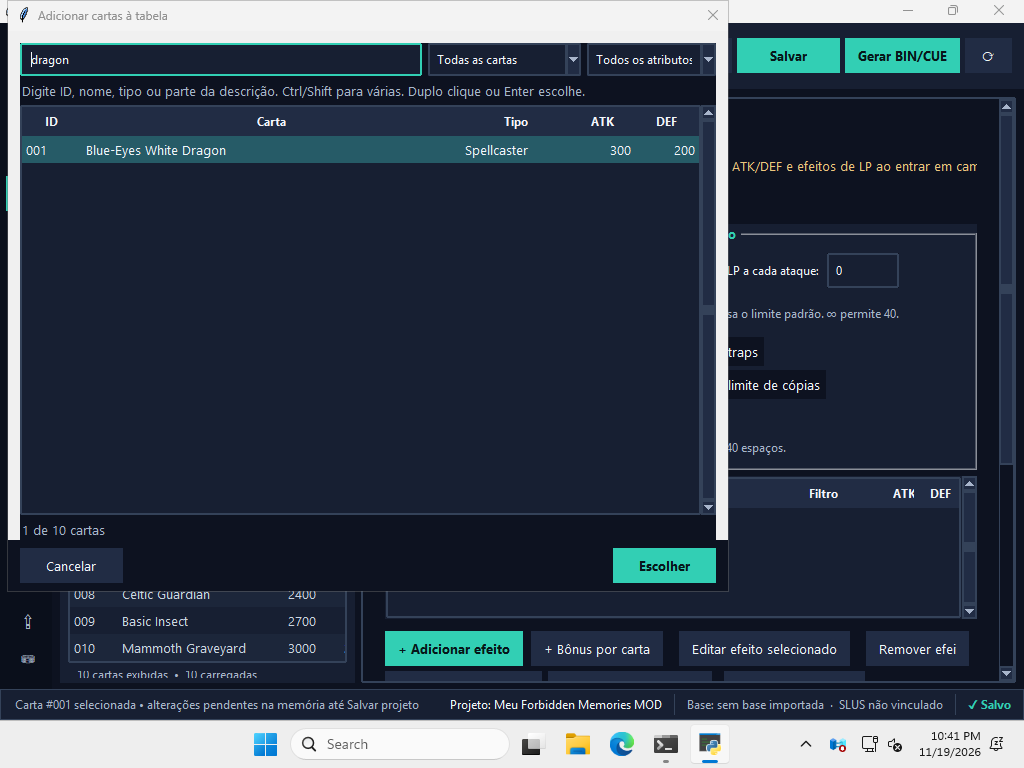 Adicionar cartas à tabela
dragon
Todas as cartas
Todos os atributos
Salvar
Gerar BIN/CUE
Digite ID, nome, tipo ou parte da descrição. Ctrl/Shift para várias. Duplo clique ou Enter escolhe.
ID Carta Tipo ATK DEF
001 Blue-Eyes White Dragon Spellcaster 300 200
ATK/DEF e efeitos de LP ao entrar em cam
o
LP a cada ataque: 0
sa o limite padrão. ∞ permite 40.
traps
limite de cópias
40 espaços.
Filtro ATK DEF
1 de 10 cartas
Cancelar
Escolher
008 Celtic Guardian 2400
009 Basic Insect 2700
010 Mammoth Graveyard 3000
10 cartas exibidas • 10 carregadas
+ Adicionar efeito
+ Bônus por carta
Editar efeito selecionado
Remover efei
Carta #001 selecionada • alterações pendentes na memória até Salvar projeto
Projeto: Meu Forbidden Memories MOD
Base: sem base importada · SLUS não vinculado
✓ Salvo
Search
10:41 PM
11/19/2026